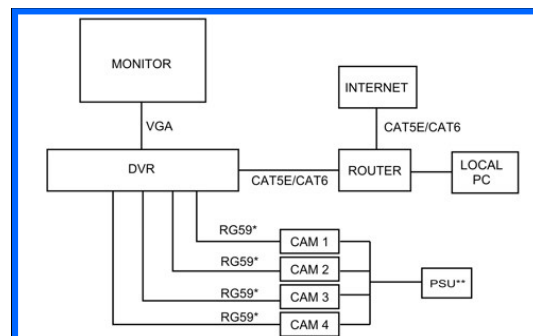 MONITOR
INTERNET
VGA
CAT5E/CAT6
DVR
CAT5E/CAT6
ROUTER
LOCAL
PC
RG59*
CAM 1
RG59*
CAM 2
RG59*
CAM 3
RG59*
CAM 4
PSU**